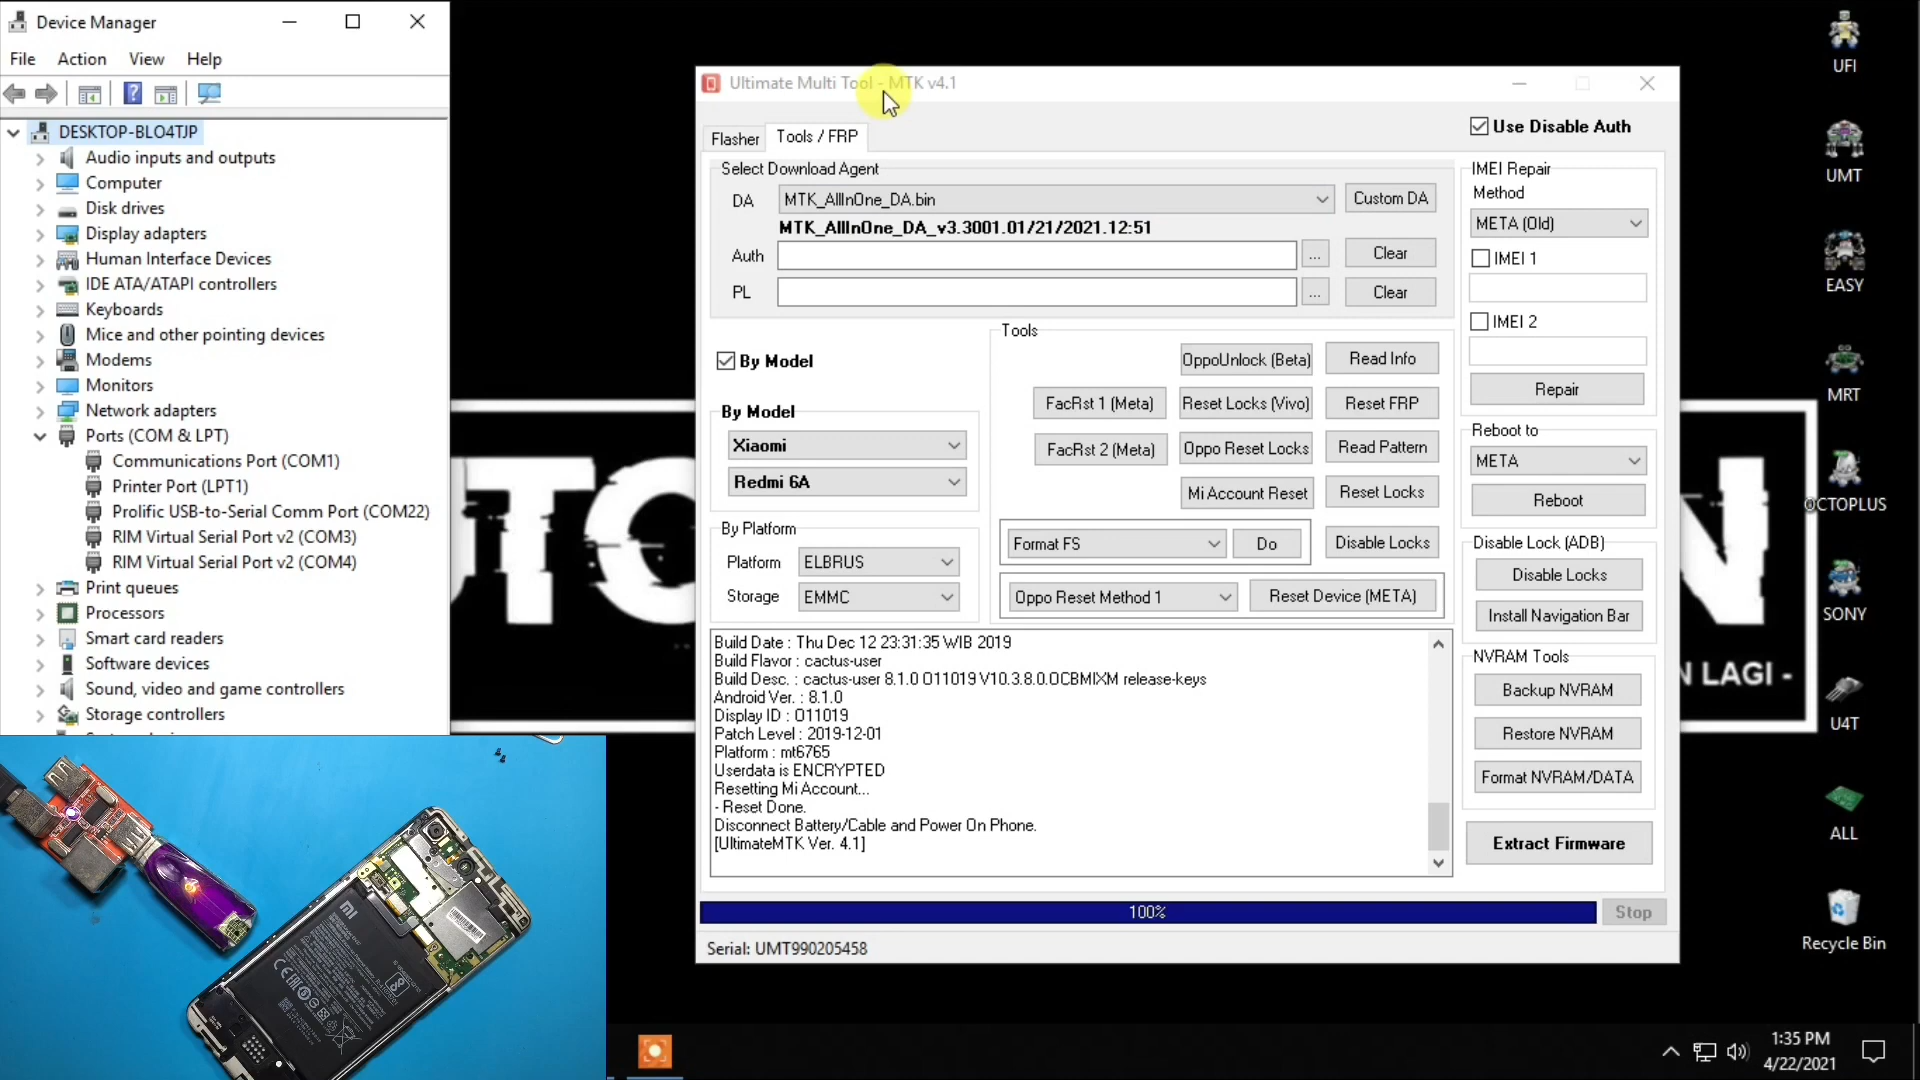 Device Manager
File Action View Help
DESKTOP-BLO4TJP
Audio inputs and outputs
Computer
Disk drives
Display adapters
Human Interface Devices
IDE ATA/ATAPI controllers
Keyboards
Mice and other pointing devices
Modems
Monitors
Network adapters
Ports (COM & LPT)
Communications Port (COM1)
Printer Port (LPT1)
Prolific USB-to-Serial Comm Port (COM22)
RIM Virtual Serial Port v2 (COM3)
RIM Virtual Serial Port v2 (COM4)
Print queues
Processors
Smart card readers
Software devices
Sound, video and game controllers
Storage controllers
Ultimate Multi Tool - MTK v4.1
Flasher Tools / FRP
Use Disable Auth
Select Download Agent
DA MTK_AllInOne_DA.bin Custom DA
MTK_AllInOne_DA_v3.3001.01/21/2021.12:51
Auth ... Clear
PL ... Clear
By Model
By Model
Xiaomi
Redmi 6A
By Platform
Platform ELBRUS
Storage EMMC
Tools
OppoUnlock (Beta) Read Info
FacRst 1 (Meta) Reset Locks (Vivo) Reset FRP
FacRst 2 (Meta) Oppo Reset Locks Read Pattern
Mi Account Reset Reset Locks
Format FS Do Disable Locks
Oppo Reset Method 1 Reset Device (META)
IMEI Repair
Method
META (Old)
IMEI 1
IMEI 2
Repair
Reboot to
META
Reboot
Disable Lock (ADB)
Disable Locks
Install Navigation Bar
NVRAM Tools
Backup NVRAM
Restore NVRAM
Format NVRAM/DATA
Extract Firmware
Build Date : Thu Dec 12 23:31:35 WIB 2019
Build Flavor : cactus-user
Build Desc. : cactus-user 8.1.0 O11019 V10.3.8.0.OCBMIXM release-keys
Android Ver. : 8.1.0
Display ID : O11019
Patch Level : 2019-12-01
Platform : mt6765
Userdata is ENCRYPTED
Resetting Mi Account...
- Reset Done.
Disconnect Battery/Cable and Power On Phone.
[UltimateMTK Ver. 4.1]
100% Stop
Serial: UMT990205458
UFI
UMT
EASY
MRT
OCTOPLUS
SONY
U4T
ALL
Recycle Bin
N LAGI -
mi
1:35 PM
4/22/2021